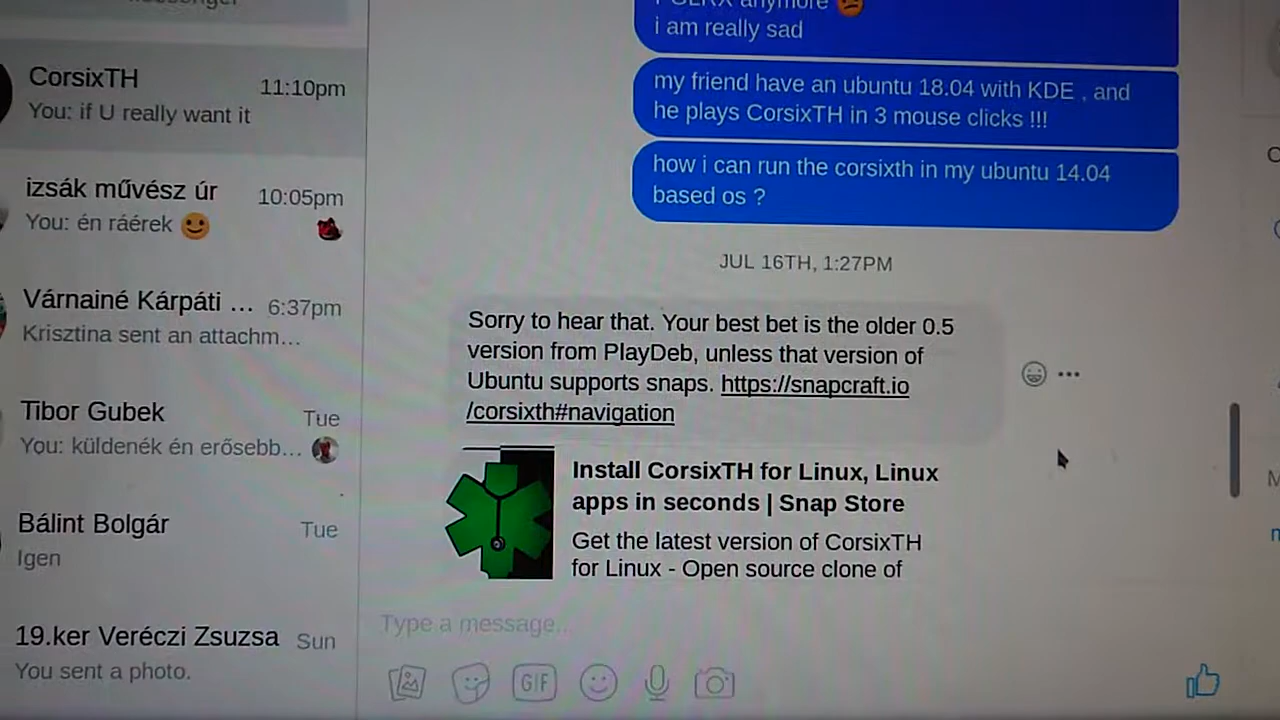 CorsixTH
11:10pm
You: if U really want it
izsák művész úr
10:05pm
You: én ráérek
Várnainé Kárpáti …
6:37pm
Krisztina sent an attachm…
Tibor Gubek
Tue
You: küldenék én erősebb…
Bálint Bolgár
Tue
Igen
19.ker Veréczi Zsuzsa
Sun
You sent a photo.
anymore
i am really sad
my friend have an ubuntu 18.04 with KDE , and
he plays CorsixTH in 3 mouse clicks !!!
how i can run the corsixth in my ubuntu 14.04
based os ?
JUL 16TH, 1:27PM
Sorry to hear that. Your best bet is the older 0.5
version from PlayDeb, unless that version of
Ubuntu supports snaps. https://snapcraft.io
/corsixth#navigation
Install CorsixTH for Linux, Linux
apps in seconds | Snap Store
Get the latest version of CorsixTH
for Linux - Open source clone of
Type a message...
GIF